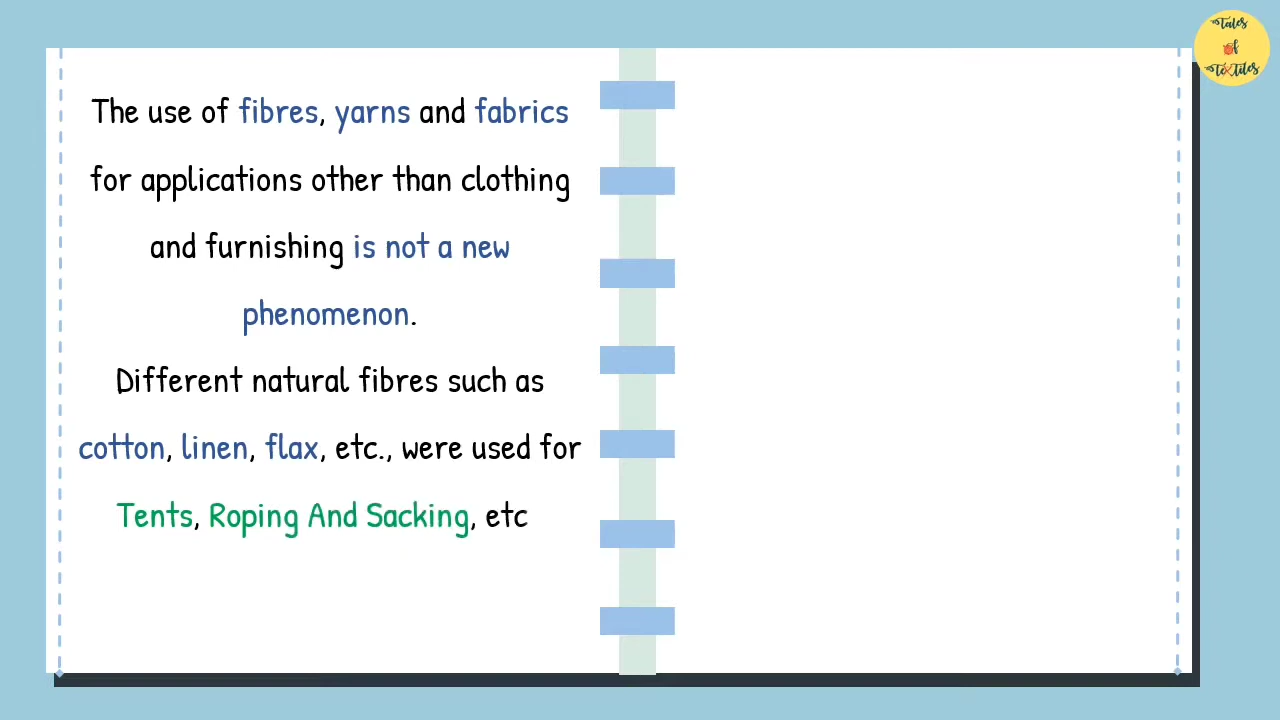 Tales
of
Textiles
The use of fibres, yarns and fabrics
for applications other than clothing
and furnishing is not a new
phenomenon.
Different natural fibres such as
cotton, linen, flax, etc., were used for
Tents, Roping And Sacking, etc